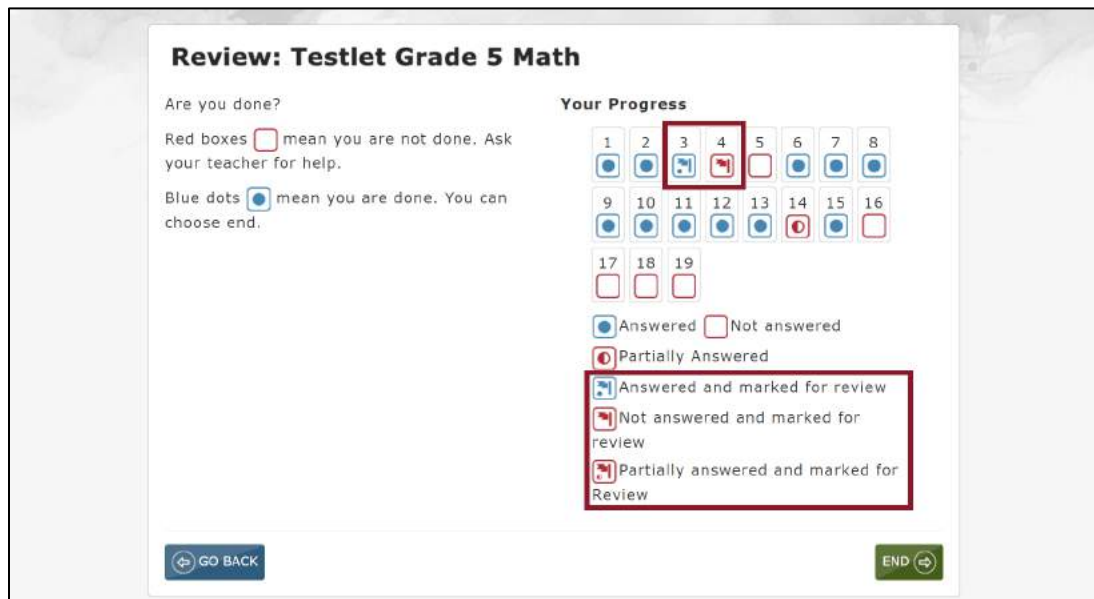 Review: Testlet Grade 5 Math
Are you done?
Red boxes mean you are not done. Ask
your teacher for help.
Blue dots mean you are done. You can
choose end.
Your Progress
1 2 3 4 5 6 7 8
9 10 11 12 13 14 15 16
17 18 19
Answered Not answered
Partially Answered
Answered and marked for review
Not answered and marked for
review
Partially answered and marked for
Review
GO BACK
END